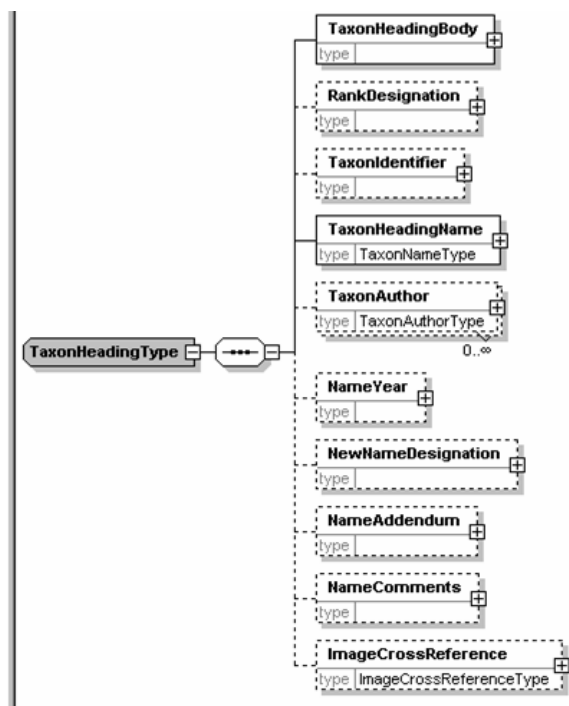 TaxonHeadingBody
type
RankDesignation
type
TaxonIdentifier
type
TaxonHeadingName
type TaxonNameType
TaxonAuthor
type TaxonAuthorType
0..∞
TaxonHeadingType
NameYear
type
NewNameDesignation
type
NameAddendum
type
NameComments
type
ImageCrossReference
type ImageCrossReferenceType